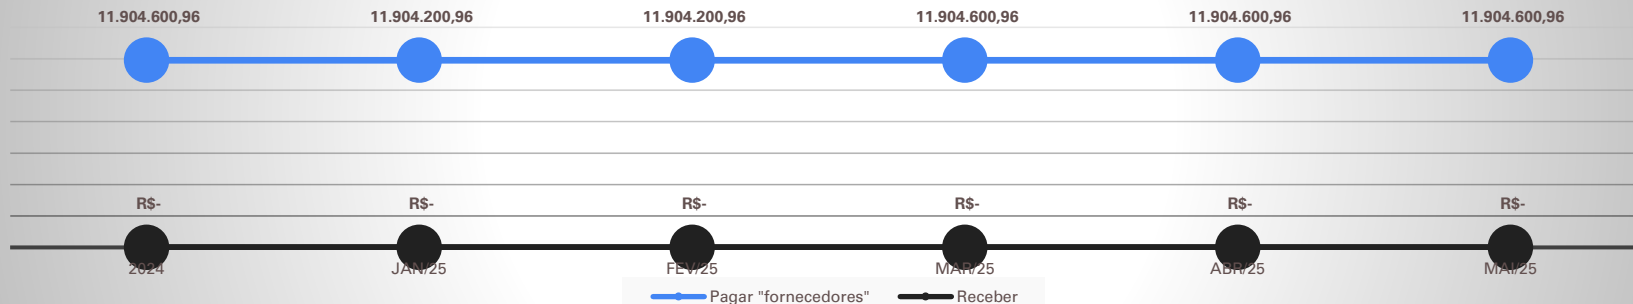 11.904.600,96 11.904.200,96 11.904.200,96 11.904.600,96 11.904.600,96 11.904.600,96
R$- R$- R$- R$- R$- R$-
2024 JAN/25 FEV/25 MAR/25 ABR/25 MAI/25
Pagar "fornecedores" Receber